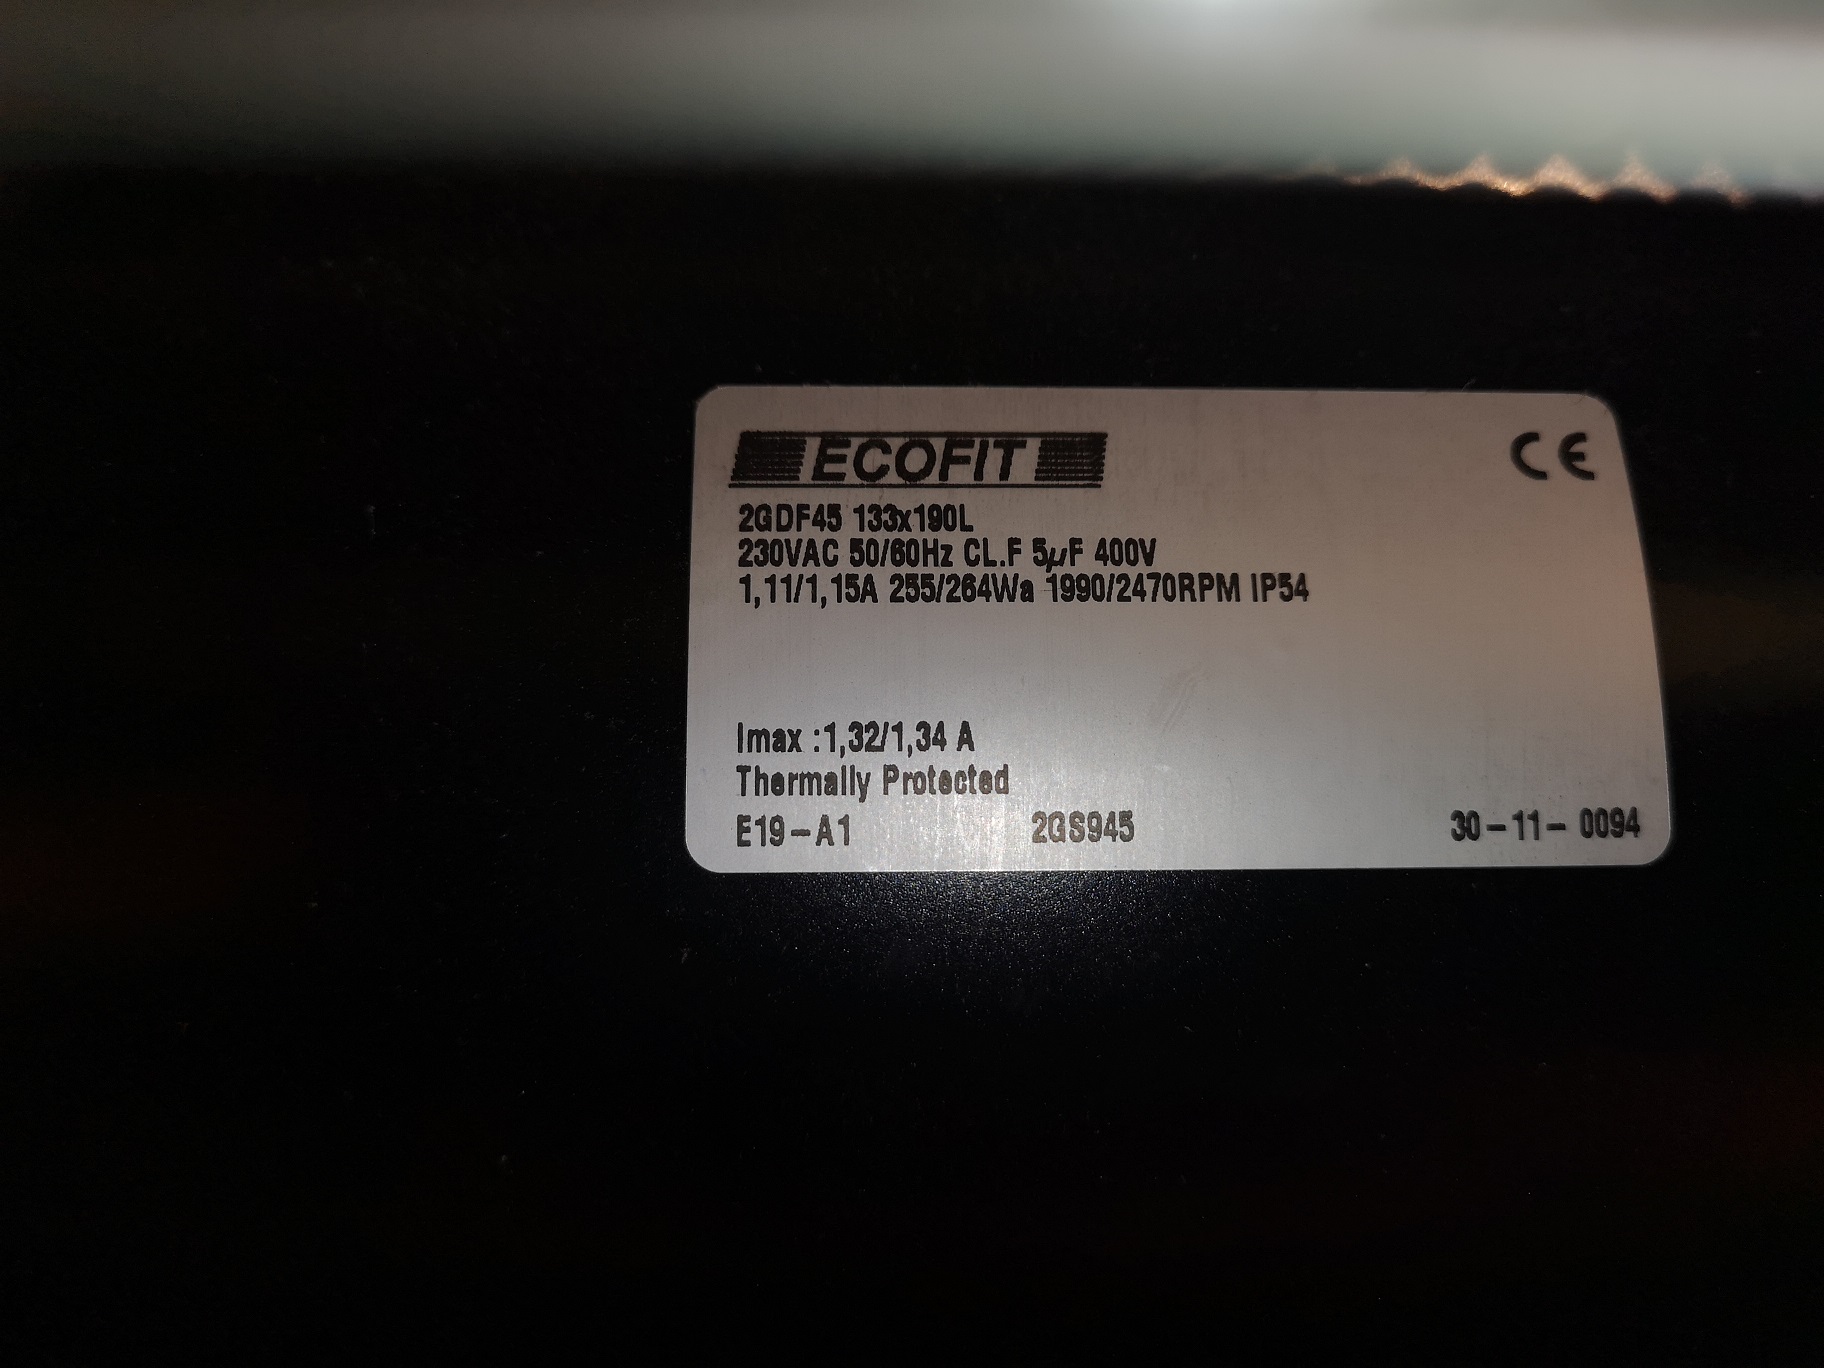 ECOFIT
CE
2GDF45 133x190L
230VAC 50/60Hz CL.F 5µF 400V
1,11/1,15A 255/264Wa 1990/2470RPM IP54
Imax :1,32/1,34 A
Thermally Protected
E19-A1 2GS945 30-11- 0094